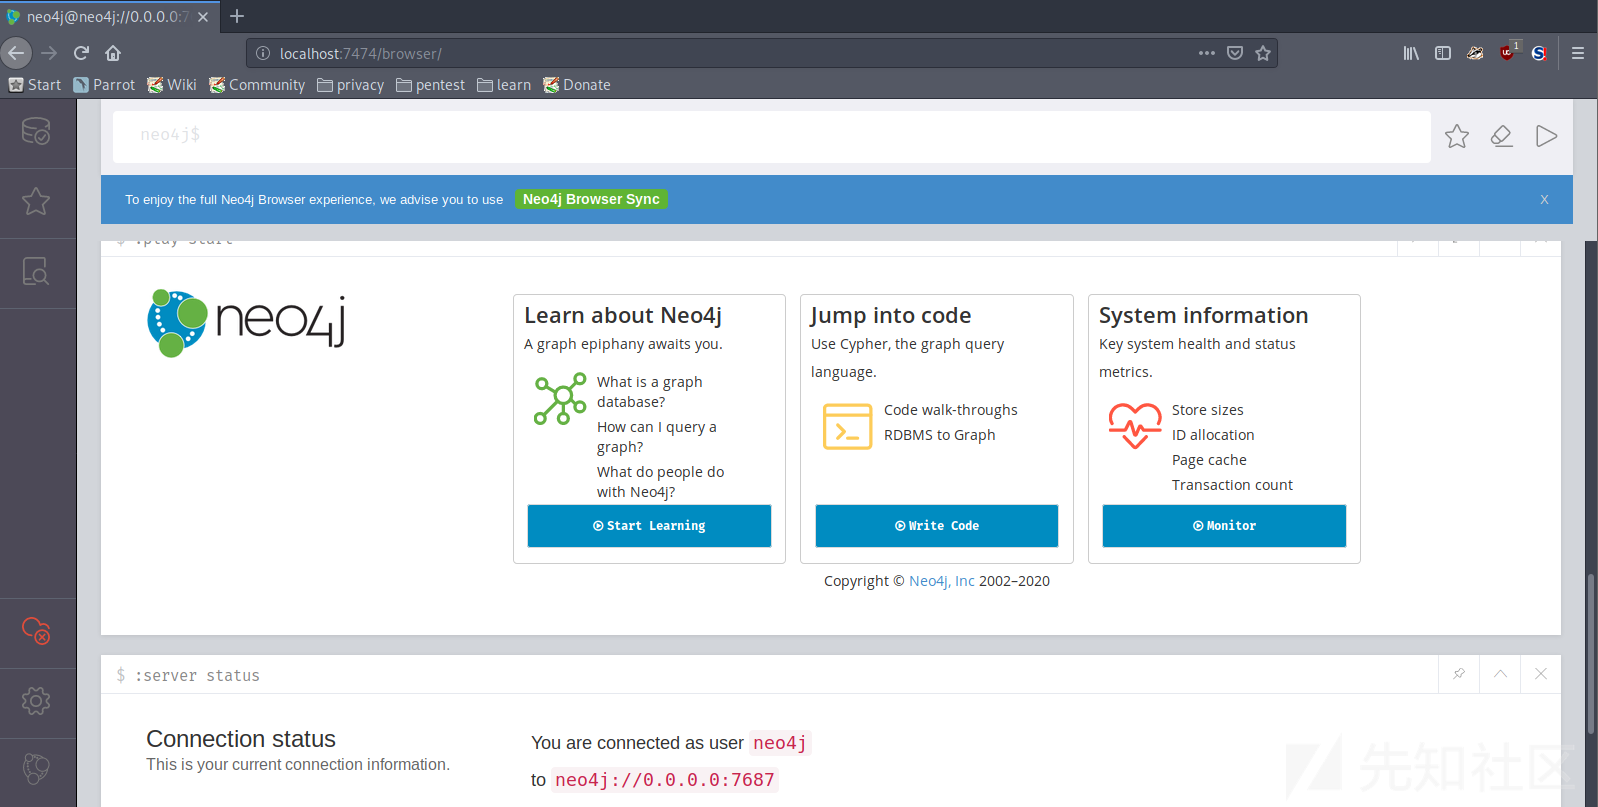 neo4j@neo4j://0.0.0.0:7
localhost:7474/browser/
1
Start Parrot Wiki Community privacy pentest learn Donate
neo4j$
To enjoy the full Neo4j Browser experience, we advise you to use Neo4j Browser Sync x
$ :play start
neo4j
Learn about Neo4j
A graph epiphany awaits you.
What is a graph
database?
How can I query a
graph?
What do people do
with Neo4j?
Start Learning
Jump into code
Use Cypher, the graph query
language.
Code walk-throughs
RDBMS to Graph
Write Code
System information
Key system health and status
metrics.
Store sizes
ID allocation
Page cache
Transaction count
Monitor
Copyright © Neo4j, Inc 2002–2020
$ :server status
Connection status
This is your current connection information.
You are connected as user neo4j
to neo4j://0.0.0.0:7687
先知社区